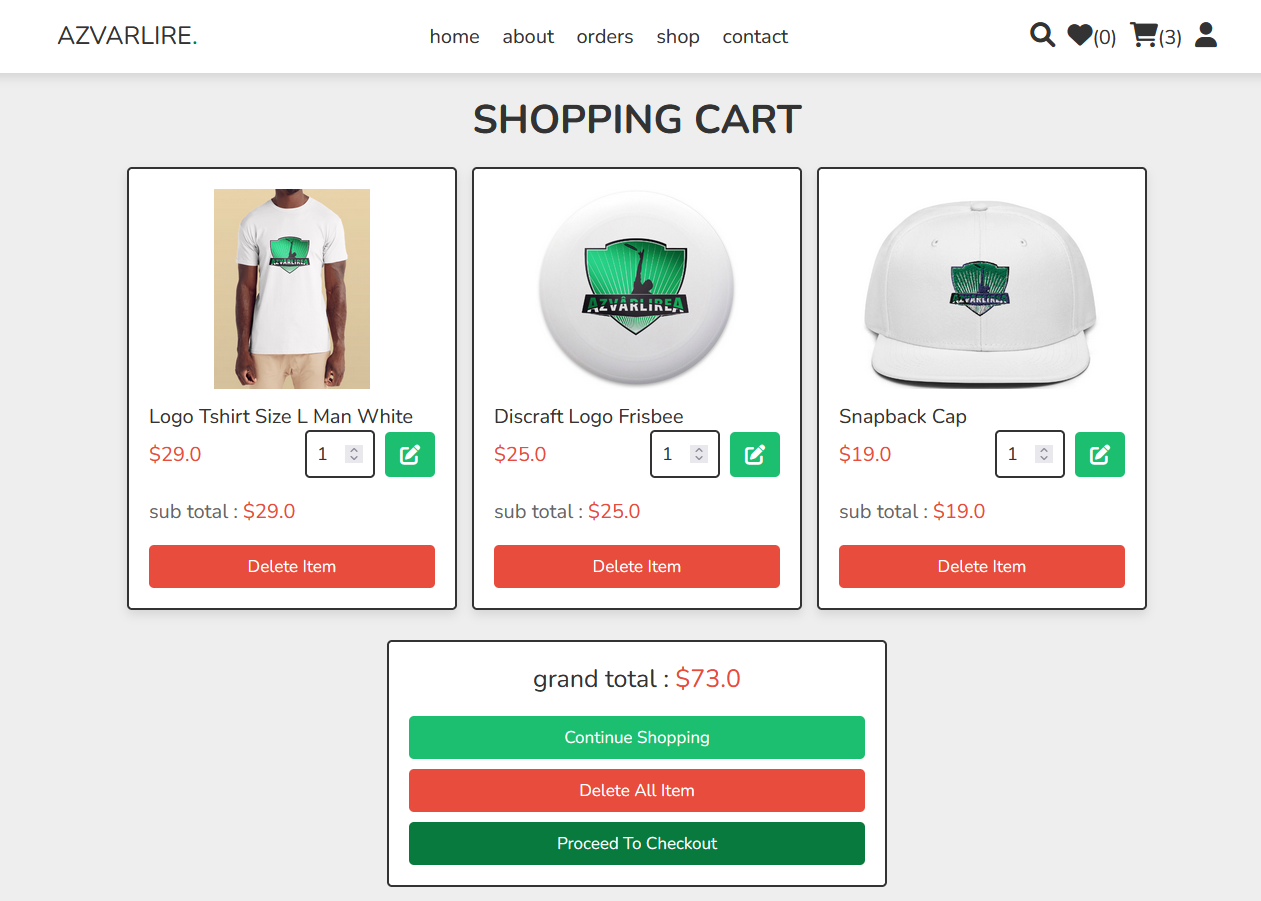 AZVARLIRE.
home about orders shop contact
(0) (3)
SHOPPING CART
AZVÂRLIREA
AZVÂRLIREA
AZVÂRLIREA
Logo Tshirt Size L Man White
$29.0 1
sub total : $29.0
Delete Item
Discraft Logo Frisbee
$25.0 1
sub total : $25.0
Delete Item
Snapback Cap
$19.0 1
sub total : $19.0
Delete Item
grand total : $73.0
Continue Shopping
Delete All Item
Proceed To Checkout